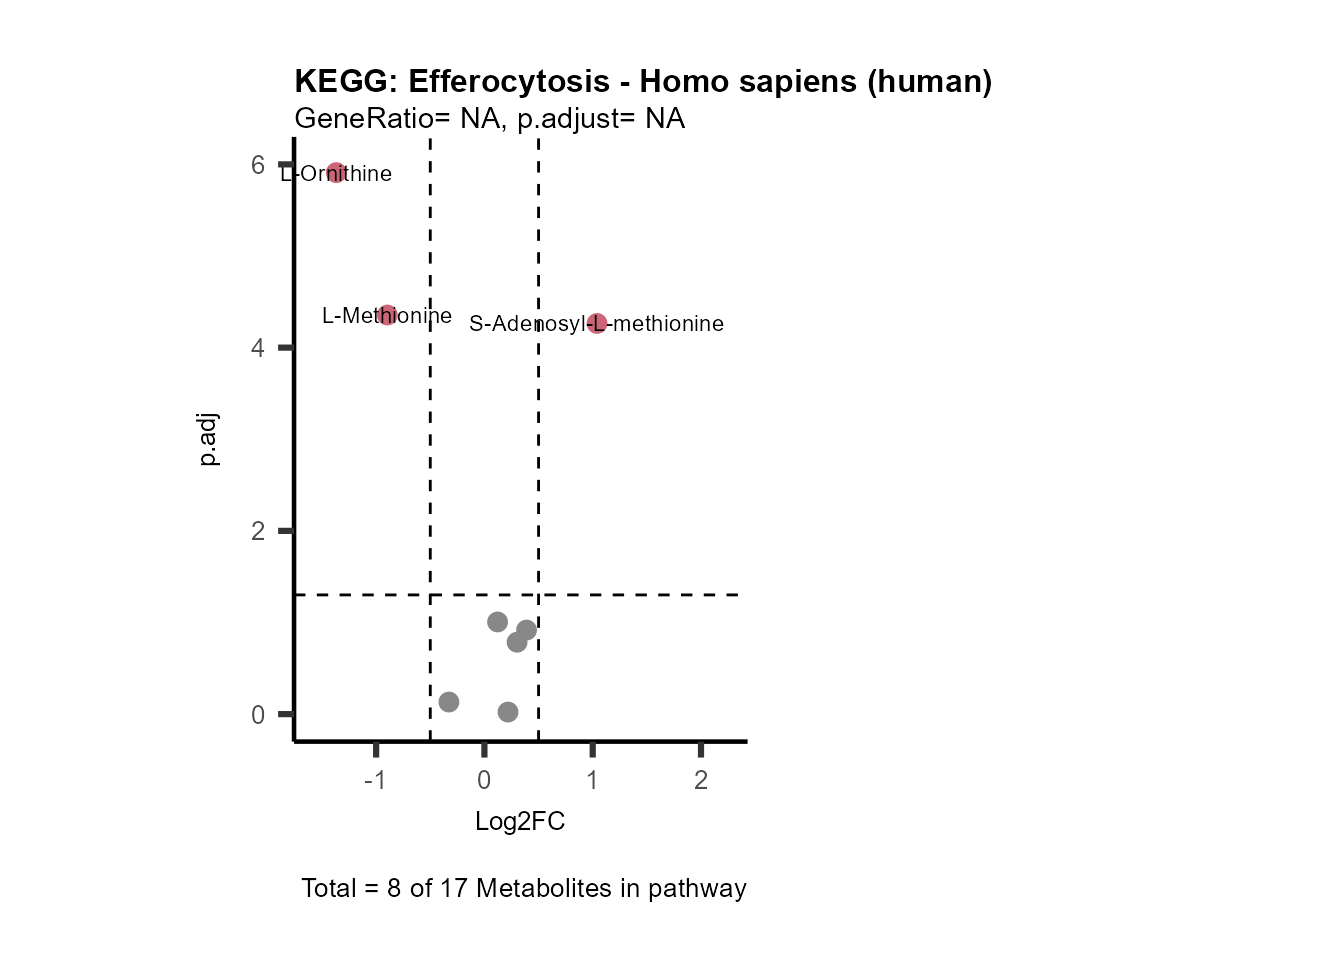 KEGG: Efferocytosis - Homo sapiens (human)
GeneRatio= NA, p.adjust= NA
6
L-Ornithine
L-Methionine
S-Adenosyl-L-methionine
4
p.adj
2
0
-1 0 1 2
Log2FC
Total = 8 of 17 Metabolites in pathway